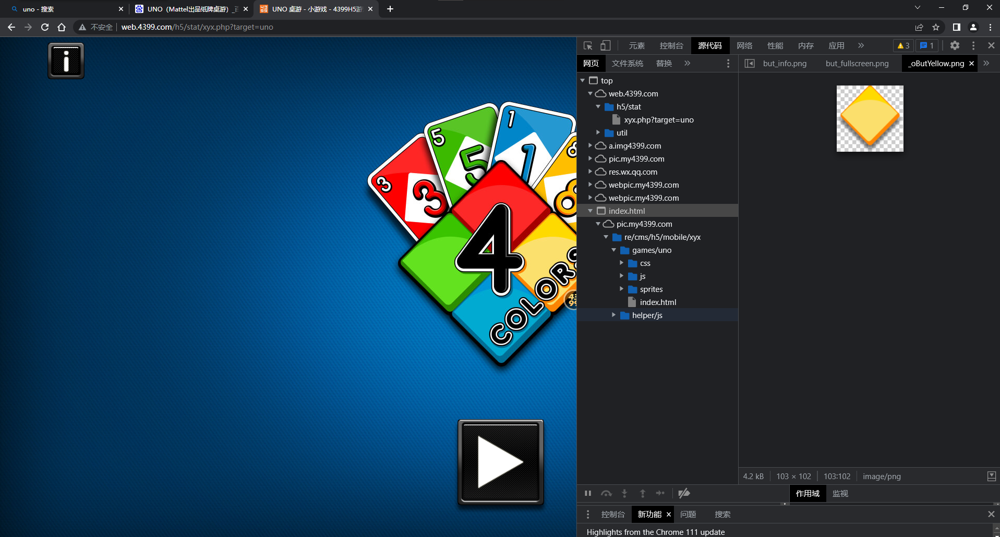 uno - 搜索
UNO（Mattel出品纸牌桌游）_百
UNO 桌游 - 小游戏 - 4399H5游
不安全
web.4399.com/h5/stat/xyx.php?target=uno
i
3
3
5
5
1
1
8
8
4
COLORS
元素
控制台
源代码
网络
性能
内存
应用
3
1
网页
文件系统
替换
but_info.png
but_fullscreen.png
_oButYellow.png
top
web.4399.com
h5/stat
xyx.php?target=uno
util
a.img4399.com
pic.my4399.com
res.wx.qq.com
webpic.my4399.com
webpic.my4399.com
index.html
pic.my4399.com
re/cms/h5/mobile/xyx
games/uno
css
js
sprites
index.html
helper/js
4.2 kB
103 × 102
103:102
image/png
作用域
监视
控制台
新功能
问题
搜索
Highlights from the Chrome 111 update